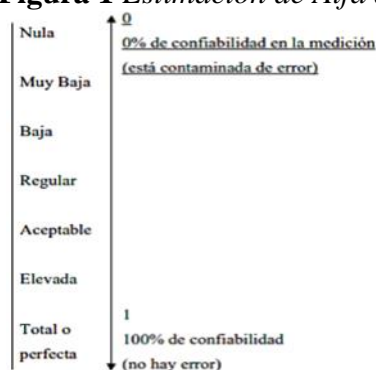 Figura 1 Estimación de Alfa
Nula
0
0% de confiabilidad en la medición
(está contaminada de error)
Muy Baja
Baja
Regular
Aceptable
Elevada
Total o
perfecta
1
100% de confiabilidad
(no hay error)